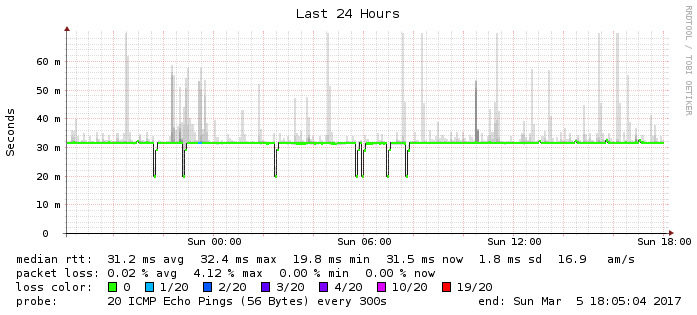 Last 24 Hours
RRDTOOL / TOBI OETIKER
Seconds
60 m
50 m
40 m
30 m
20 m
10 m
0
Sun 00:00 Sun 06:00 Sun 12:00 Sun 18:00
median rtt: 31.2 ms avg 32.4 ms max 19.8 ms min 31.5 ms now 1.8 ms sd 16.9 am/s
packet loss: 0.02 % avg 4.12 % max 0.00 % min 0.00 % now
loss color: 0 1/20 2/20 3/20 4/20 10/20 19/20
probe: 20 ICMP Echo Pings (56 Bytes) every 300s end: Sun Mar 5 18:05:04 2017